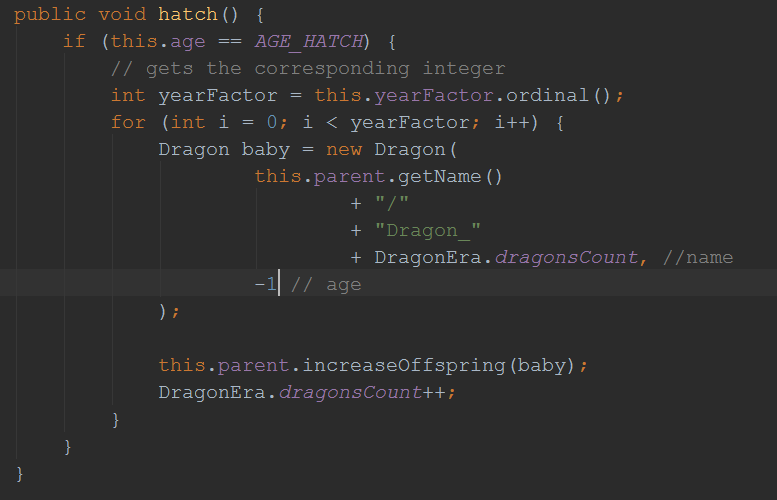 public void hatch() {
if (this.age == AGE_HATCH) {
// gets the corresponding integer
int yearFactor = this.yearFactor.ordinal();
for (int i = 0; i < yearFactor; i++) {
Dragon baby = new Dragon(
this.parent.getName()
+ "/"
+ "Dragon_"
+ DragonEra.dragonsCount, //name
-1 // age
);
this.parent.increaseOffspring(baby);
DragonEra.dragonsCount++;
}
}
}